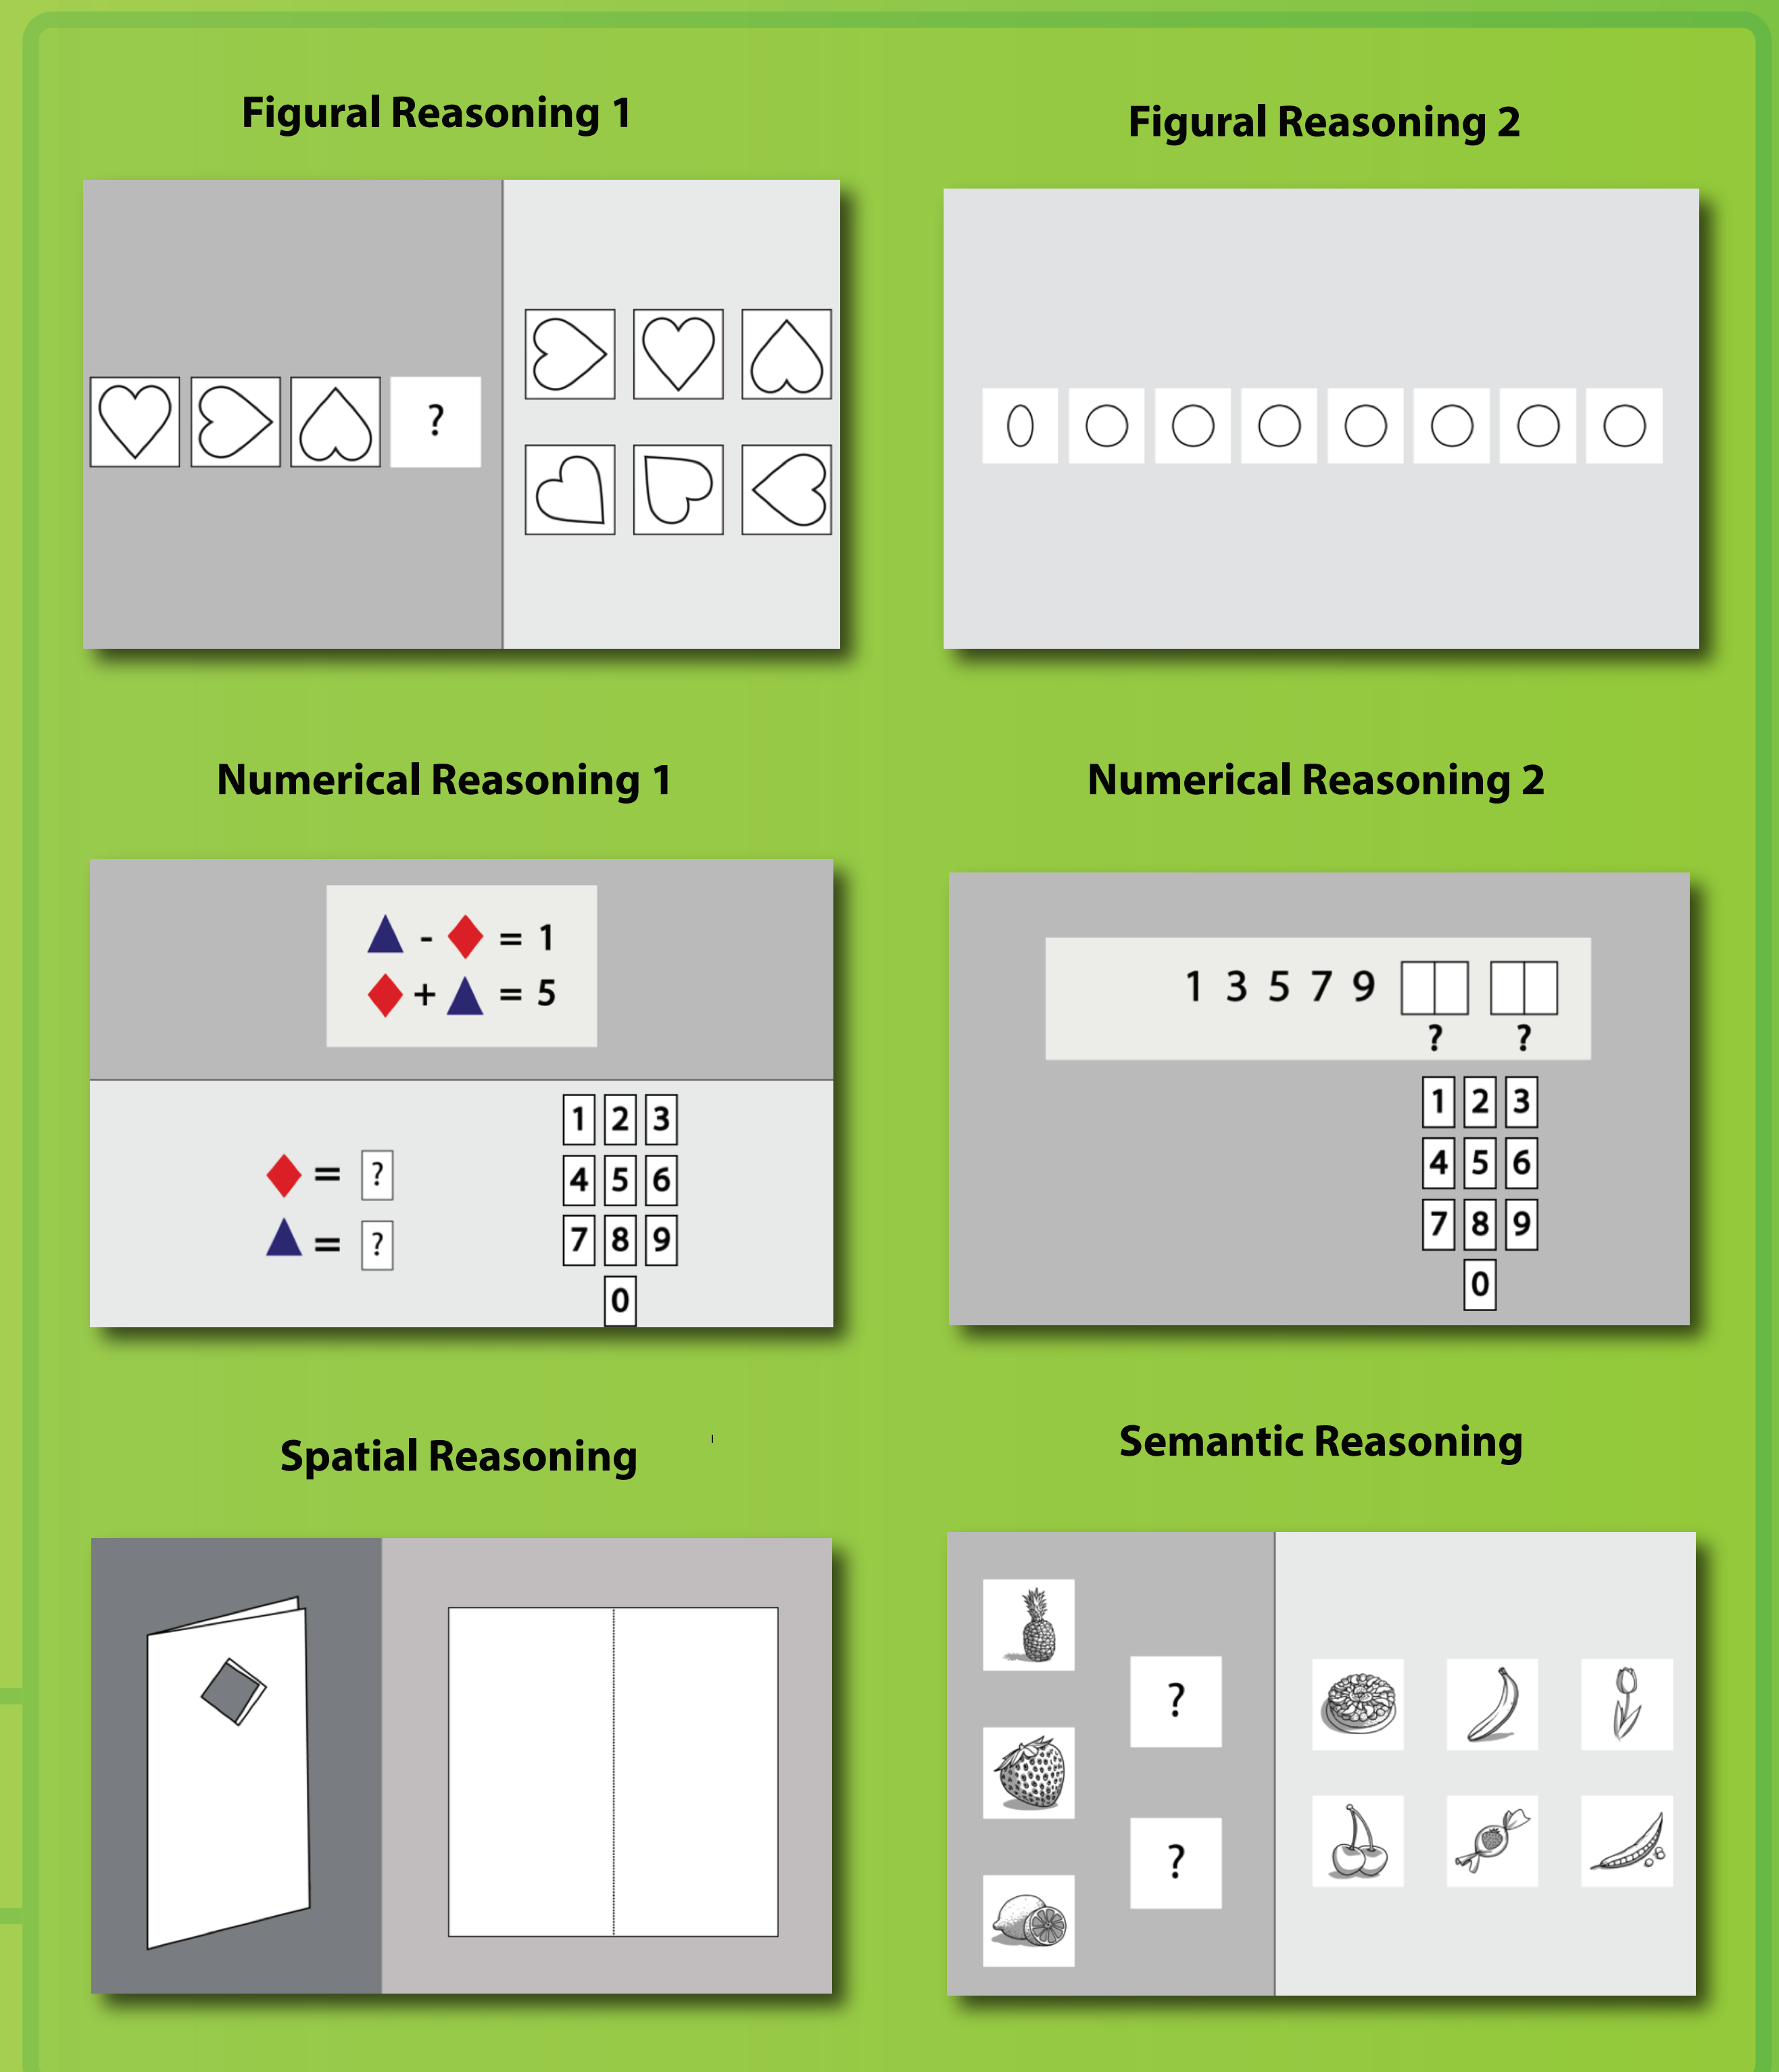 Figural Reasoning 1
Figural Reasoning 2
?
Numerical Reasoning 1
Numerical Reasoning 2
- = 1
+ = 5
= ?
= ?
1 2 3
4 5 6
7 8 9
0
1 3 5 7 9
? ?
1 2 3
4 5 6
7 8 9
0
Spatial Reasoning
Semantic Reasoning
?
?